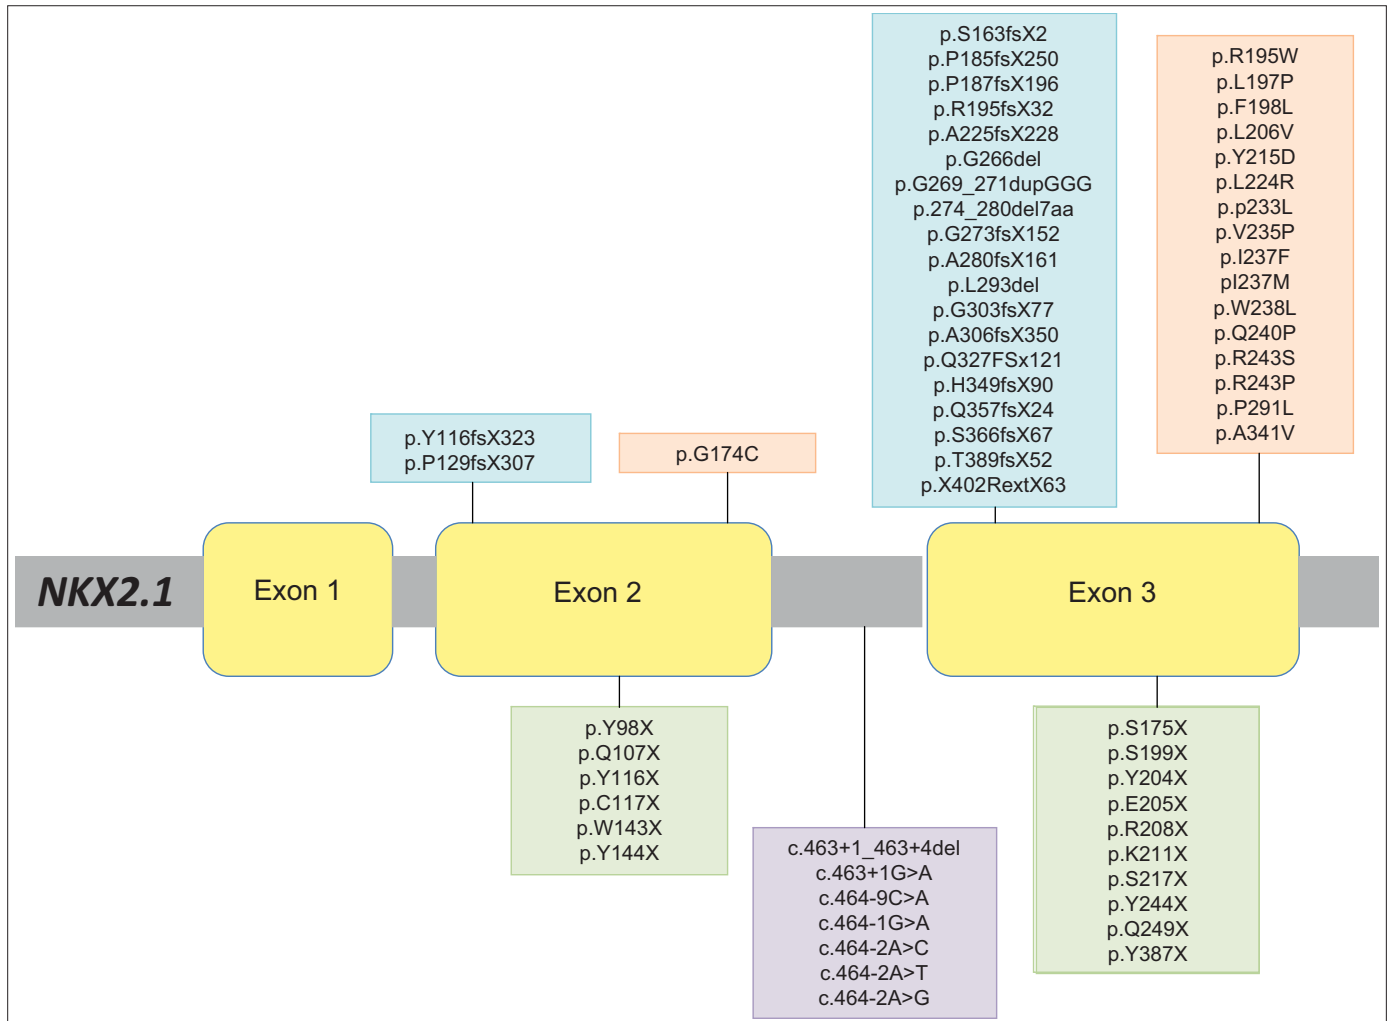 p.S163fsX2
p.P185fsX250
p.P187fsX196
p.R195fsX32
p.A225fsX228
p.G266del
p.G269_271dupGGG
p.274_280del7aa
p.G273fsX152
p.A280fsX161
p.L293del
p.G303fsX77
p.A306fsX350
p.Q327FSx121
p.H349fsX90
p.Q357fsX24
p.S366fsX67
p.T389fsX52
p.X402RextX63
p.R195W
p.L197P
p.F198L
p.L206V
p.Y215D
p.L224R
p.p233L
p.V235P
p.I237F
pI237M
p.W238L
p.Q240P
p.R243S
p.R243P
p.P291L
p.A341V
p.Y116fsX323
p.P129fsX307
p.G174C
NKX2.1
Exon 1
Exon 2
Exon 3
p.Y98X
p.Q107X
p.Y116X
p.C117X
p.W143X
p.Y144X
c.463+1_463+4del
c.463+1G>A
c.464-9C>A
c.464-1G>A
c.464-2A>C
c.464-2A>T
c.464-2A>G
p.S175X
p.S199X
p.Y204X
p.E205X
p.R208X
p.K211X
p.S217X
p.Y244X
p.Q249X
p.Y387X